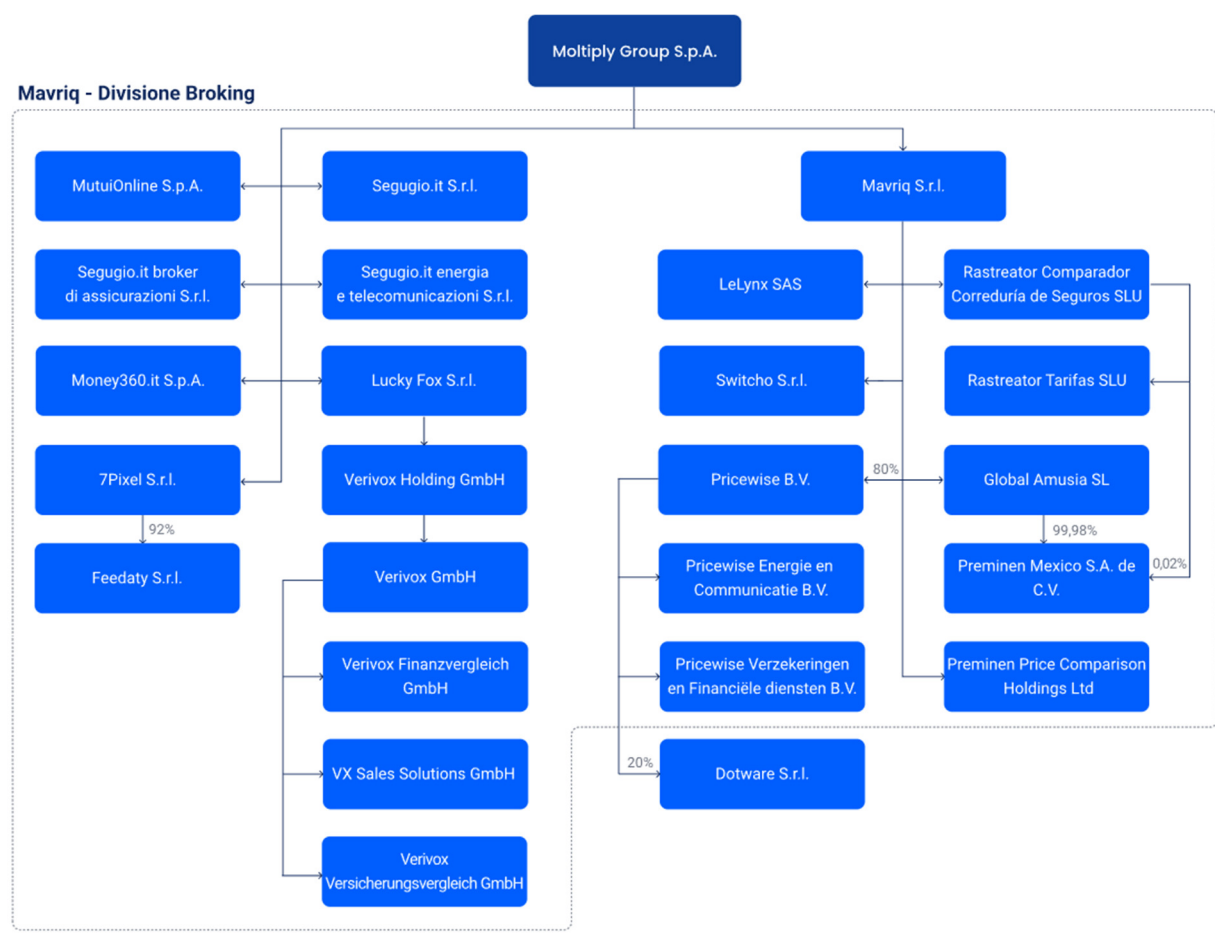 Moltiply Group S.p.A.
Mavriq - Divisione Broking
MutuiOnline S.p.A.
Segugio.it S.r.l.
Mavriq S.r.l.
Segugio.it broker
di assicurazioni S.r.l.
Segugio.it energia
e telecomunicazioni S.r.l.
LeLynx SAS
Rastreator Comparador
Correduría de Seguros SLU
Money360.it S.p.A.
Lucky Fox S.r.l.
Switcho S.r.l.
Rastreator Tarifas SLU
7Pixel S.r.l.
Verivox Holding GmbH
Pricewise B.V.
80%
Global Amusia SL
92%
99,98%
Feedaty S.r.l.
Verivox GmbH
Pricewise Energie en
Communicatie B.V.
Preminen Mexico S.A. de
C.V.
0,02%
Verivox Finanzvergleich
GmbH
Pricewise Verzekeringen
en Financiële diensten B.V.
Preminen Price Comparison
Holdings Ltd
VX Sales Solutions GmbH
20%
Dotware S.r.l.
Verivox
Versicherungsvergleich GmbH